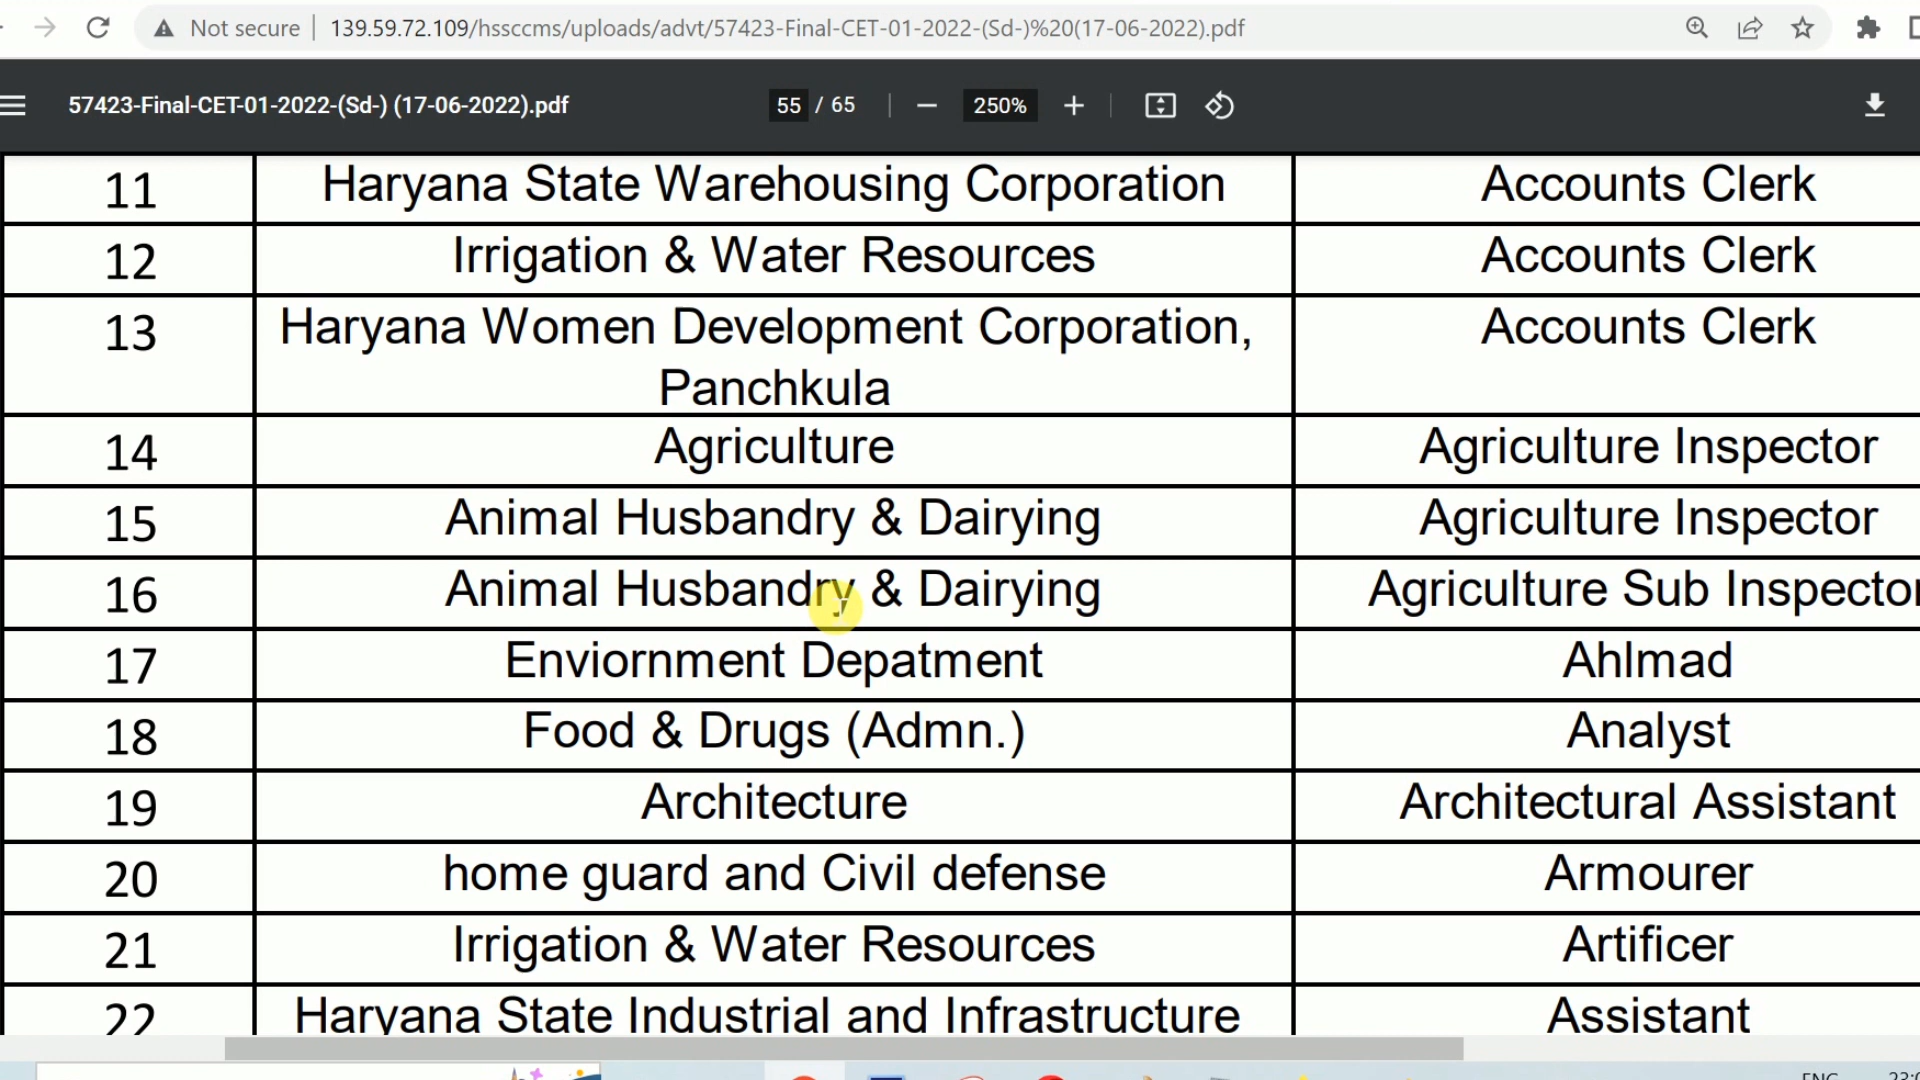 Not secure | 139.59.72.109/hssccms/uploads/advt/57423-Final-CET-01-2022-(Sd-)%20(17-06-2022).pdf
57423-Final-CET-01-2022-(Sd-) (17-06-2022).pdf 55 / 65 — 250% +
11 Haryana State Warehousing Corporation Accounts Clerk
12 Irrigation & Water Resources Accounts Clerk
13 Haryana Women Development Corporation, Accounts Clerk
Panchkula
14 Agriculture Agriculture Inspector
15 Animal Husbandry & Dairying Agriculture Inspector
16 Animal Husbandry & Dairying Agriculture Sub Inspector
17 Enviornment Depatment Ahlmad
18 Food & Drugs (Admn.) Analyst
19 Architecture Architectural Assistant
20 home guard and Civil defense Armourer
21 Irrigation & Water Resources Artificer
22 Haryana State Industrial and Infrastructure Assistant
ENG